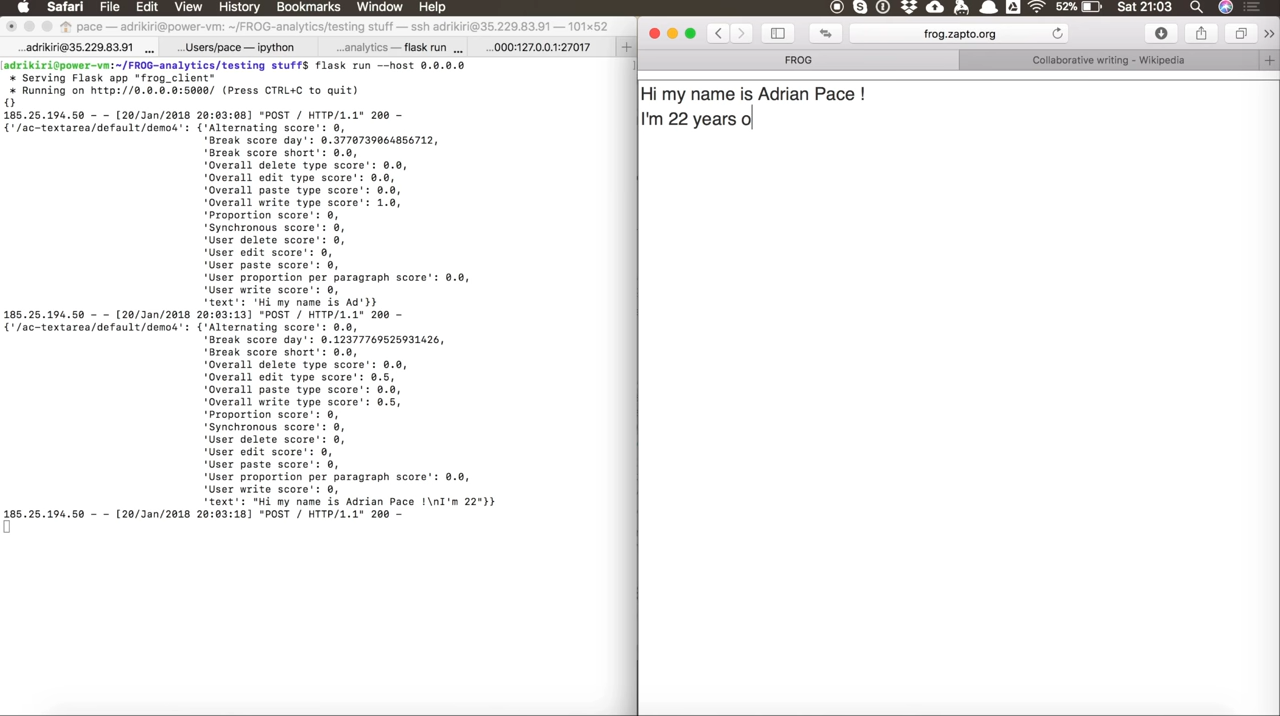 Safari File Edit View History Bookmarks Window Help
52% Sat 21:03
pace — adrikiri@power-vm: ~/FROG-analytics/testing stuff — ssh adrikiri@35.229.83.91 — 101×52
...adrikiri@35.229.83.91 ... ...Users/pace — ipython ...analytics — flask run ... ...000:127.0.0.1:27017
adrikiri@power-vm:~/FROG-analytics/testing stuff$ flask run --host 0.0.0.0
* Serving Flask app "frog_client"
* Running on http://0.0.0.0:5000/ (Press CTRL+C to quit)
{}
185.25.194.50 - - [20/Jan/2018 20:03:08] "POST / HTTP/1.1" 200 -
{'/ac-textarea/default/demo4': {'Alternating score': 0,
'Break score day': 0.3770739064856712,
'Break score short': 0.0,
'Overall delete type score': 0.0,
'Overall edit type score': 0.0,
'Overall paste type score': 0.0,
'Overall write type score': 1.0,
'Proportion score': 0,
'Synchronous score': 0,
'User delete score': 0,
'User edit score': 0,
'User paste score': 0,
'User proportion per paragraph score': 0.0,
'User write score': 0,
'text': 'Hi my name is Ad'}}
185.25.194.50 - - [20/Jan/2018 20:03:13] "POST / HTTP/1.1" 200 -
{'/ac-textarea/default/demo4': {'Alternating score': 0.0,
'Break score day': 0.12377769525931426,
'Break score short': 0.0,
'Overall delete type score': 0.0,
'Overall edit type score': 0.5,
'Overall paste type score': 0.0,
'Overall write type score': 0.5,
'Proportion score': 0,
'Synchronous score': 0,
'User delete score': 0,
'User edit score': 0,
'User paste score': 0,
'User proportion per paragraph score': 0.0,
'User write score': 0,
'text': "Hi my name is Adrian Pace !\nI'm 22"}}
185.25.194.50 - - [20/Jan/2018 20:03:18] "POST / HTTP/1.1" 200 -
frog.zapto.org
FROG Collaborative writing - Wikipedia
Hi my name is Adrian Pace !
I'm 22 years o